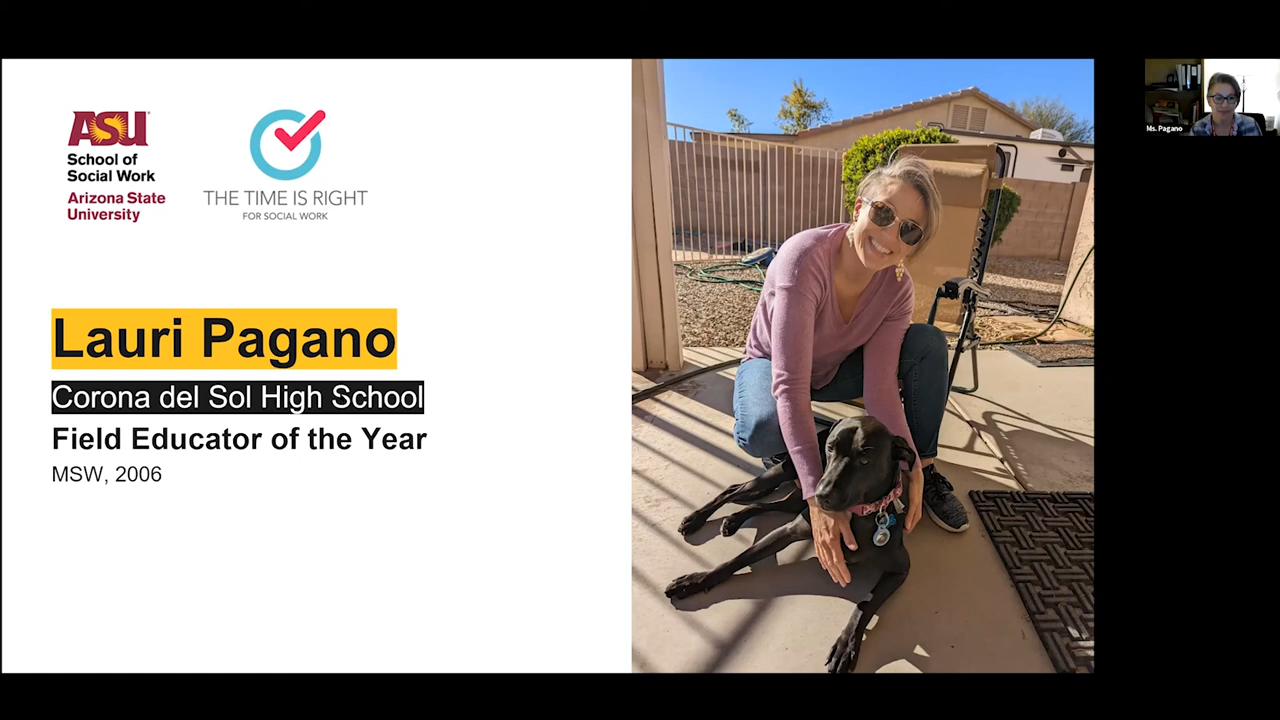 ASU
School of
Social Work
Arizona State
University
THE TIME IS RIGHT
FOR SOCIAL WORK
Lauri Pagano
Corona del Sol High School
Field Educator of the Year
MSW, 2006
Ms. Pagano